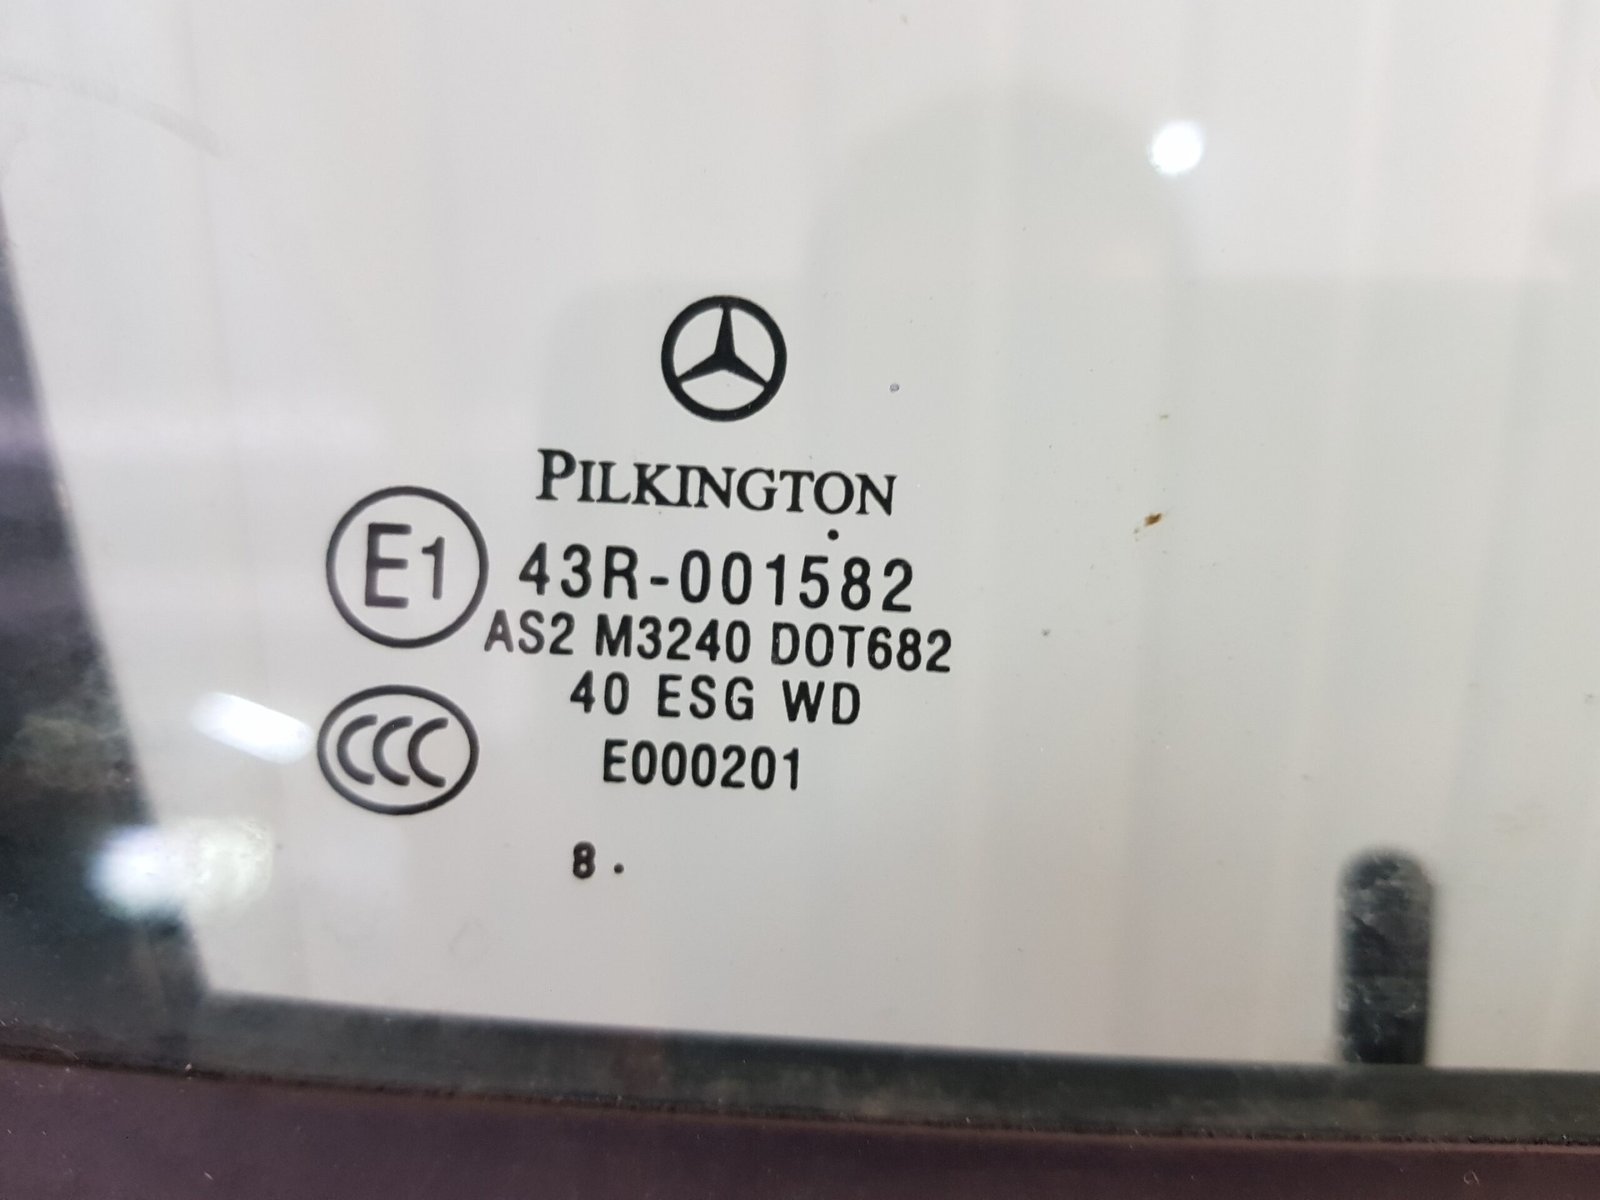 PILKINGTON
E1 43R-001582
AS2 M3240 DOT682
40 ESG WD
CCC E000201
8 .